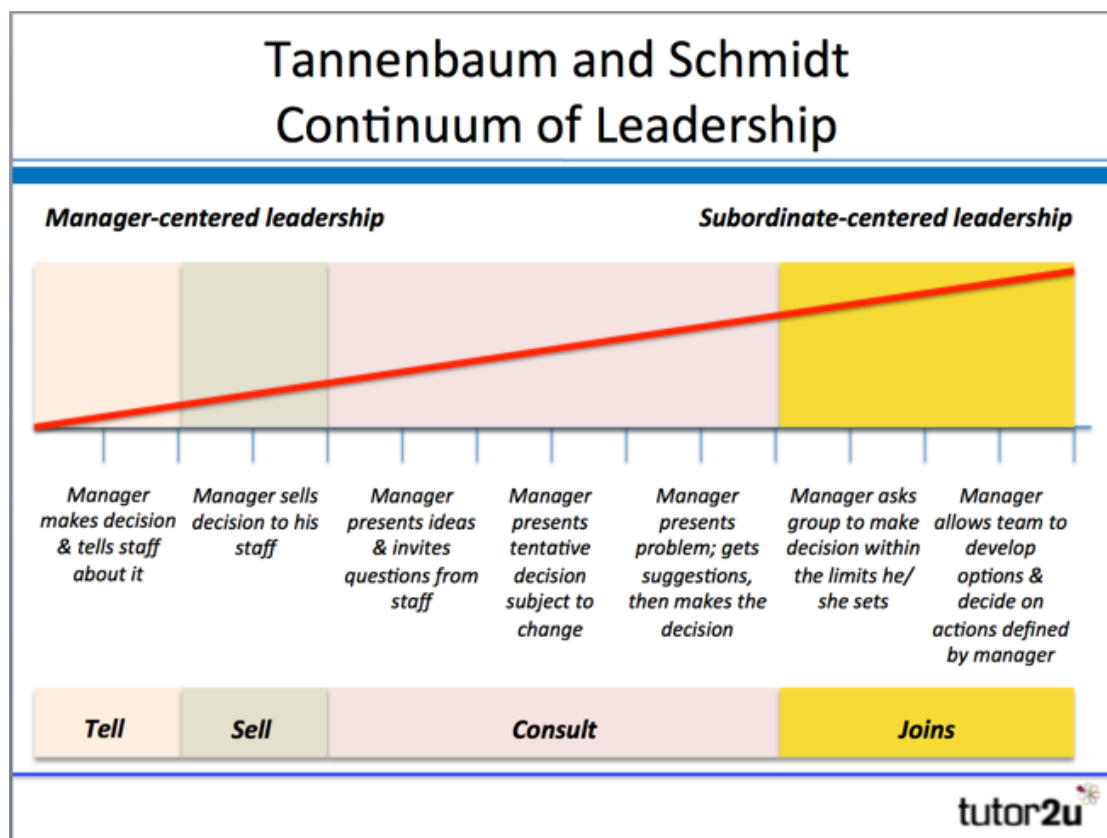 Tannenbaum and Schmidt
Continuum of Leadership
Manager-centered leadership
Subordinate-centered leadership
Manager
makes decision
& tells staff
about it
Manager sells
decision to his
staff
Manager
presents ideas
& invites
questions from
staff
Manager
presents
tentative
decision
subject to
change
Manager
presents
problem; gets
suggestions,
then makes the
decision
Manager asks
group to make
decision within
the limits he/
she sets
Manager
allows team to
develop
options &
decide on
actions defined
by manager
Tell
Sell
Consult
Joins
tutor2u